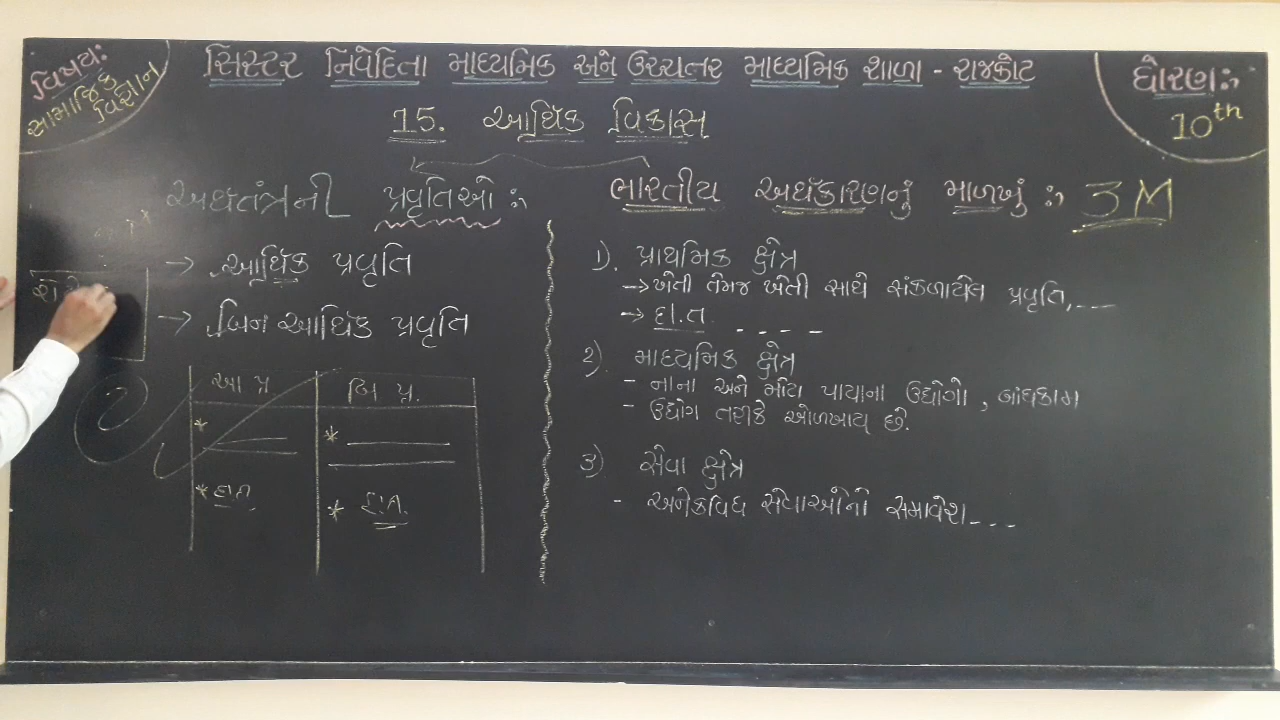 વિષય:
સામાજિક
વિજ્ઞાન
સિસ્ટર નિવેદિતા માધ્યમિક અને ઉચ્ચતર માધ્યમિક શાળા - રાજકોટ
ધોરણ:
10th
15. આર્થિક વિકાસ
અર્થતંત્રની પ્રવૃતિઓ :
→ આર્થિક પ્રવૃતિ
→ બિન આર્થિક પ્રવૃતિ
આ પ્ર બિ પ્ર.
*
*
* દા.ત
* દા.ત.
ભારતીય અર્થકારણનું માળખું : 3 M
1). પ્રાથમિક ક્ષેત્ર
→ ખેતી તેમજ ખેતી સાથે સંકળાયેલ પ્રવૃતિ, ---
→ દા.ત. - - - -
૨) માધ્યમિક ક્ષેત્ર
- નાના અને મોટા પાયાના ઉદ્યોગો , બાંધકામ
- ઉદ્યોગ તરીકે ઓળખાય છે.
૩) સેવા ક્ષેત્ર
- અનેકવિધ સેવાઓનો સમાવેશ - - -